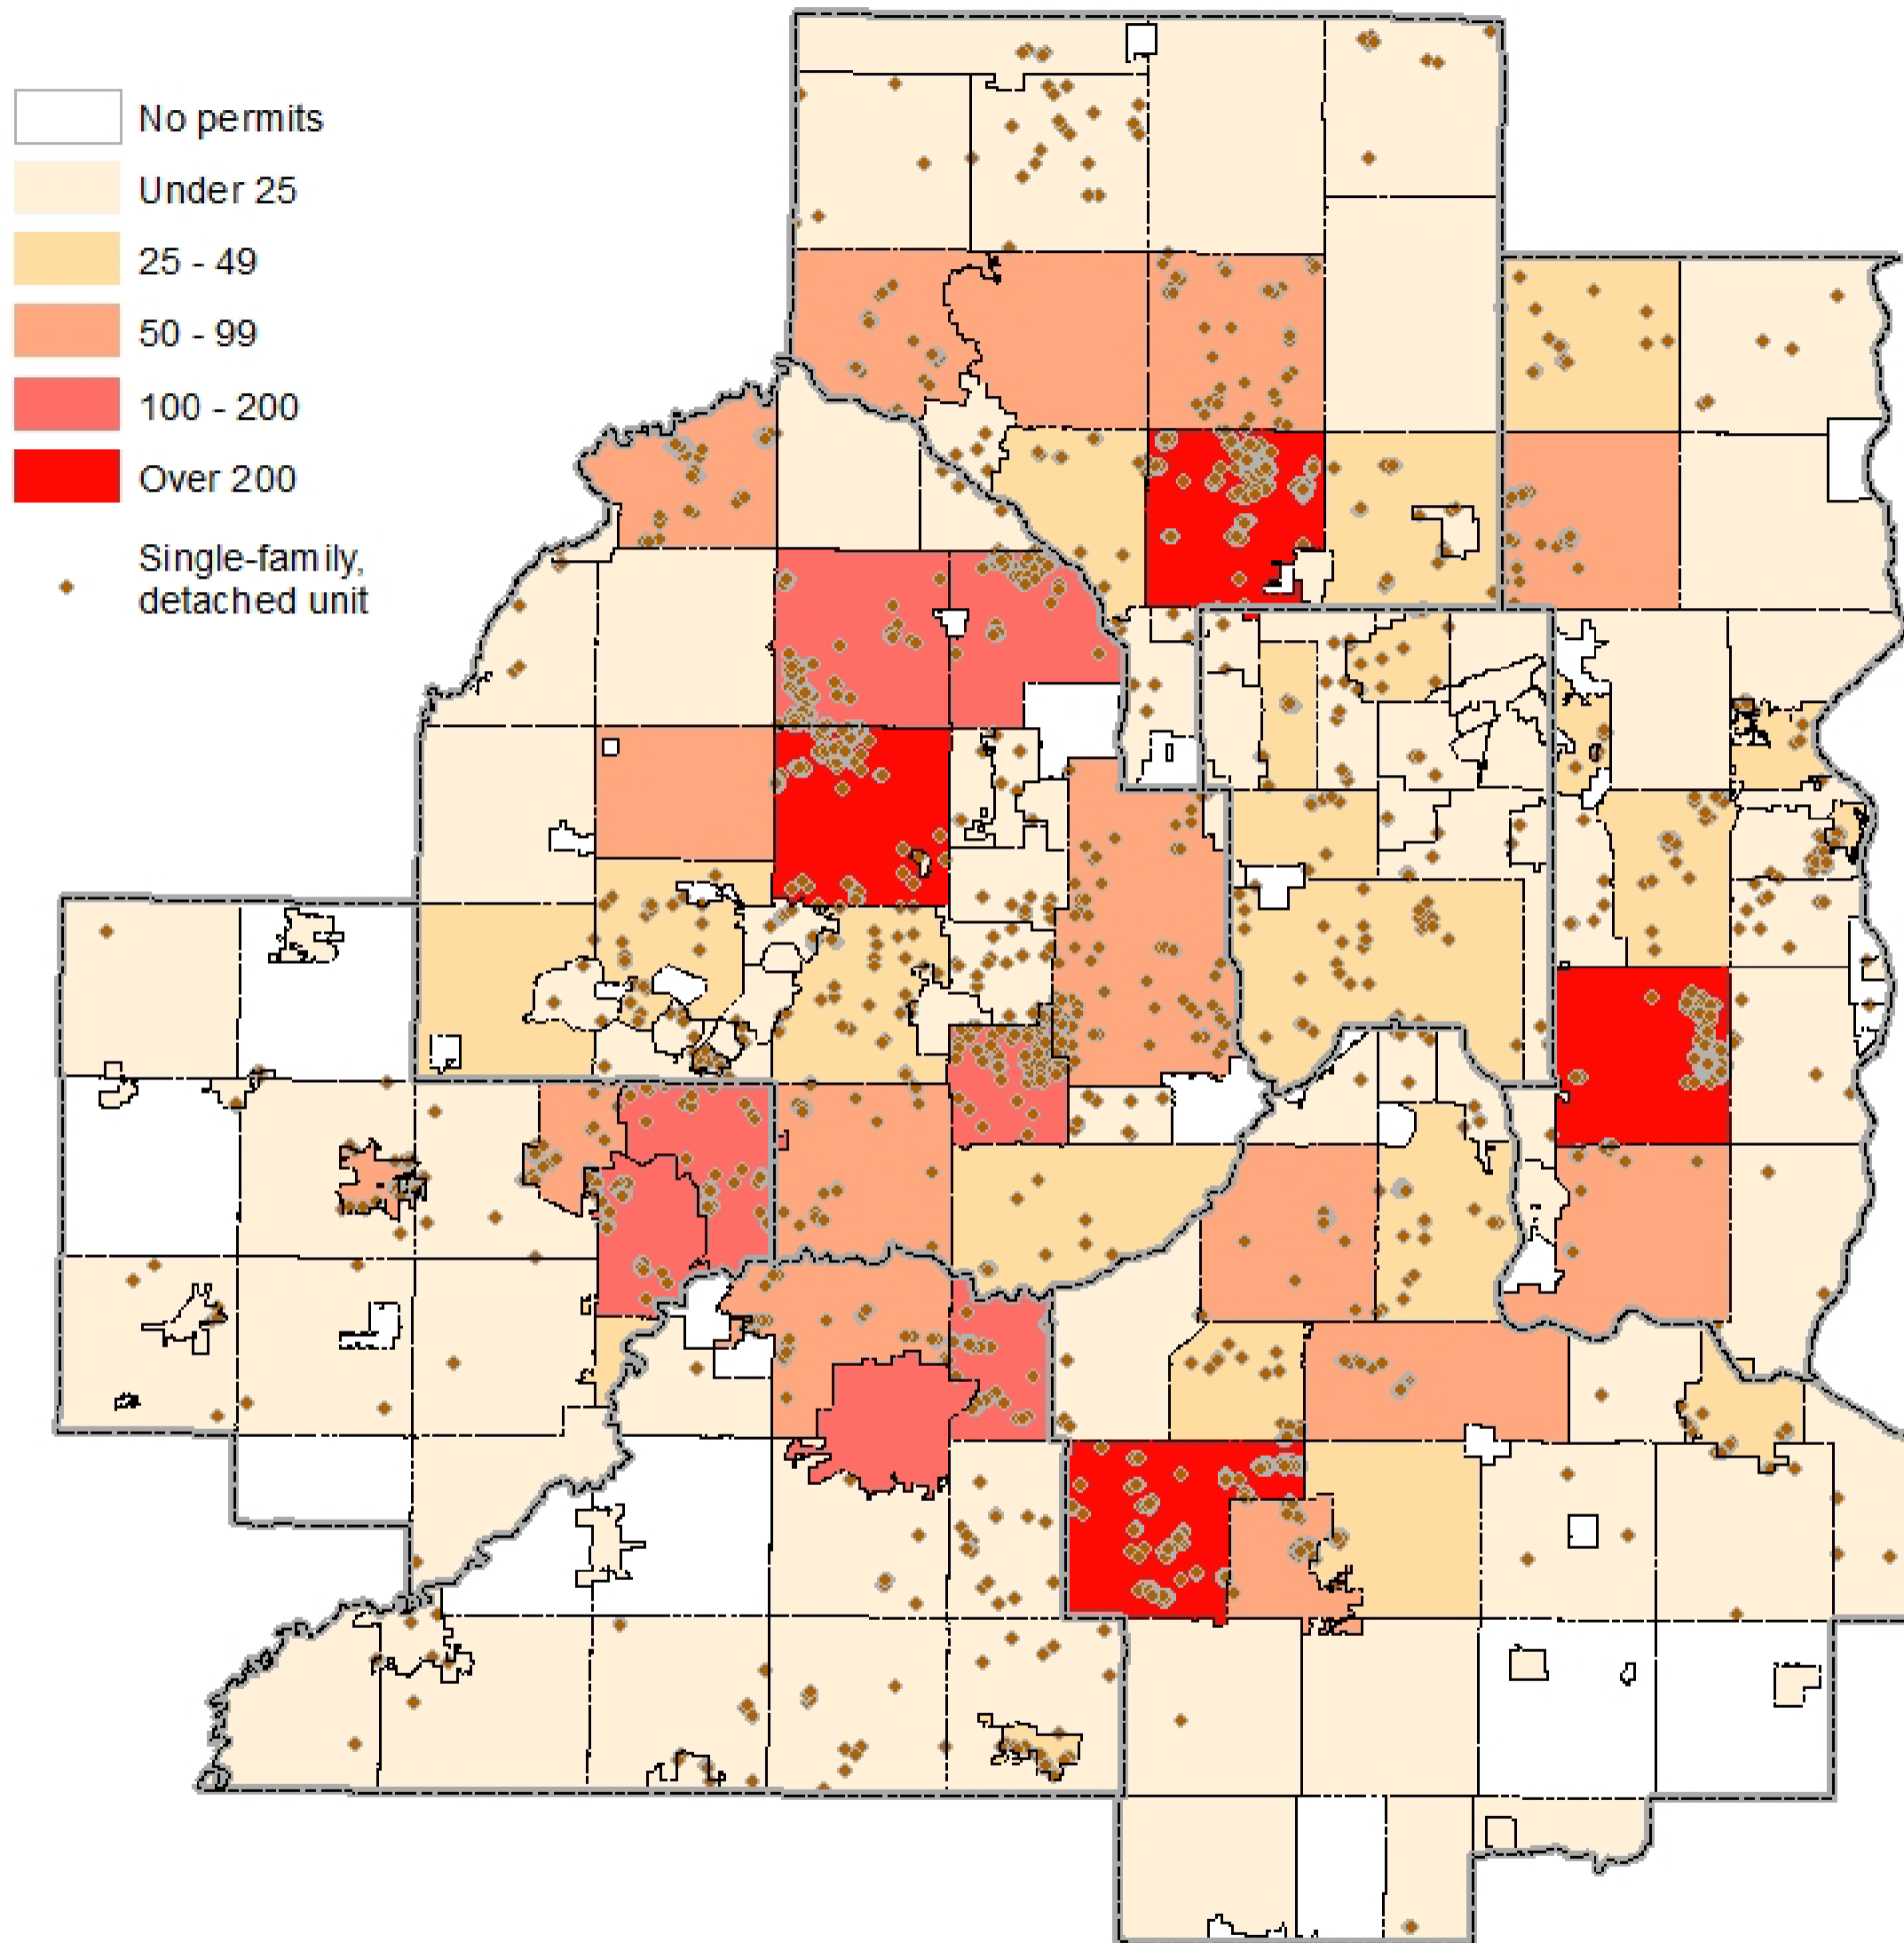 No permits
Under 25
25 - 49
50 - 99
100 - 200
Over 200
Single-family,
detached unit